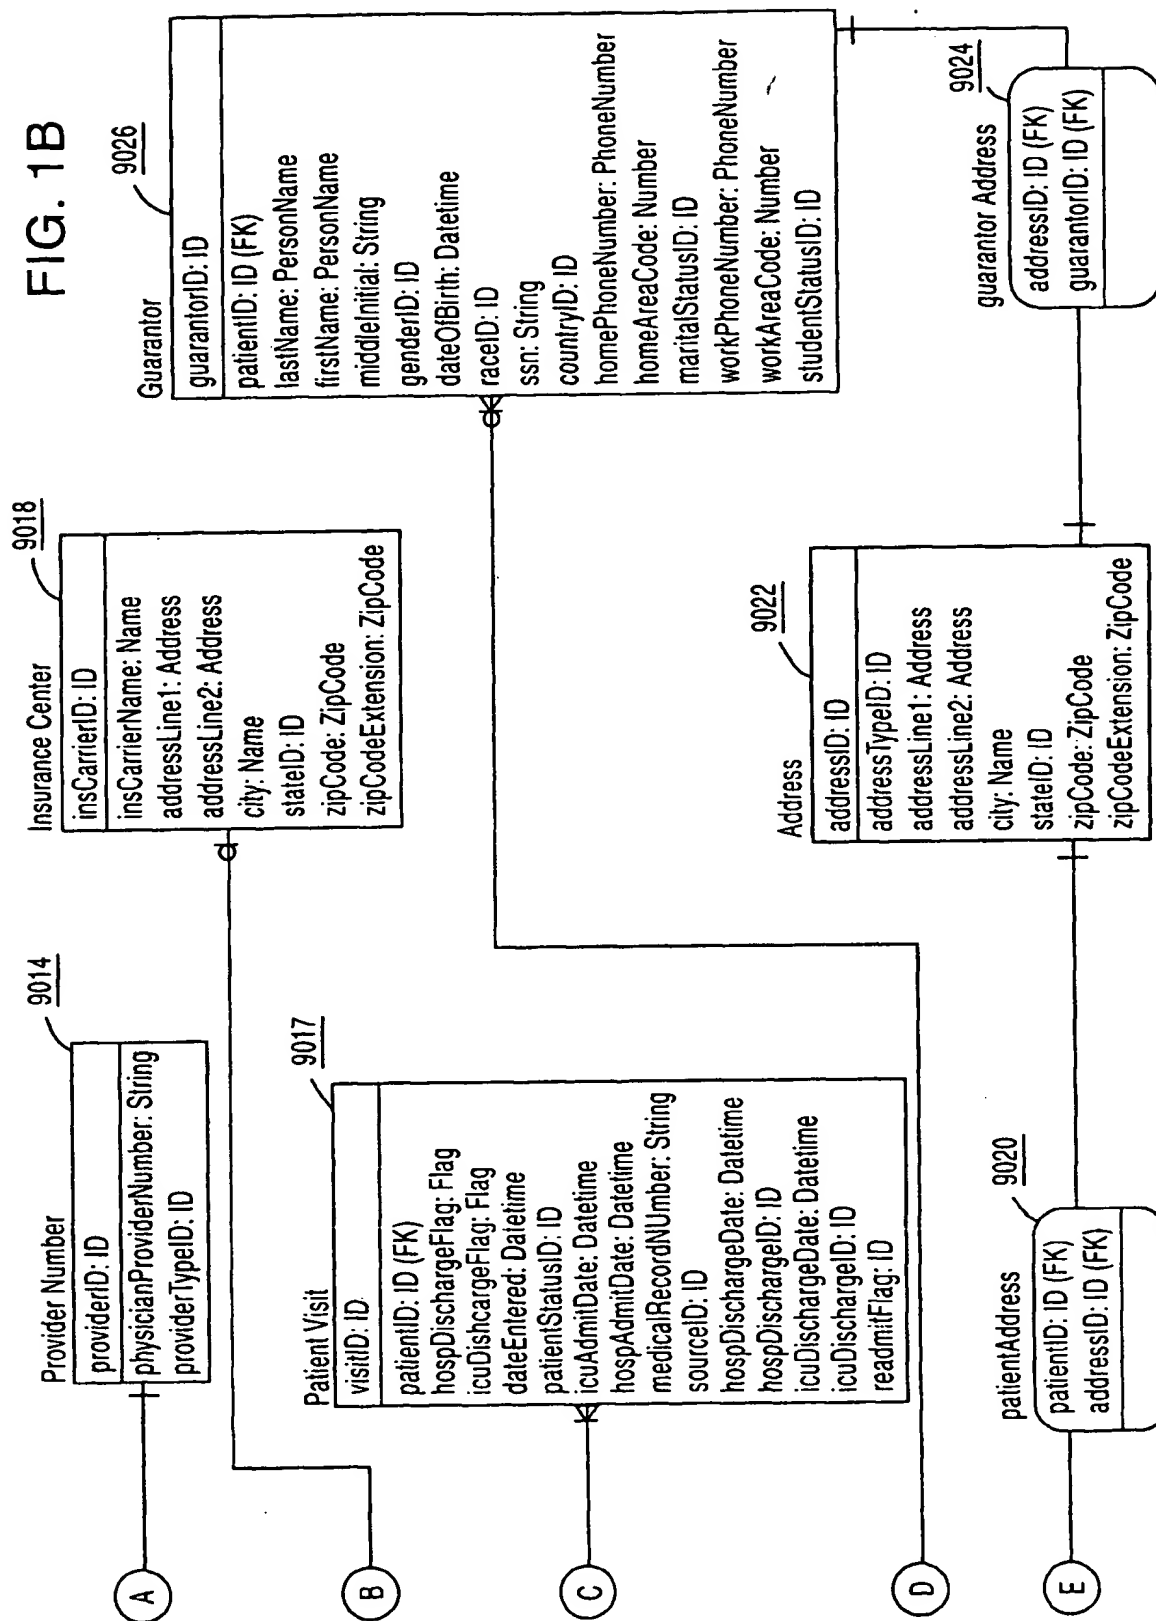 FIG. 1B
Provider Number
9014
providerID: ID
physicianProviderNumber: String
providerTypeID: ID
A
Insurance Center
9018
insCarrierID: ID
insCarrierName: Name
addressLine1: Address
addressLine2: Address
city: Name
stateID: ID
zipCode: ZipCode
zipCodeExtension: ZipCode
B
Patient Visit
9017
visitID: ID
patientID: ID (FK)
hospDischargeFlag: Flag
icuDishcargeFlag: Flag
dateEntered: Datetime
patientStatusID: ID
icuAdmitDate: Datetime
hospAdmitDate: Datetime
medicalRecordNUmber: String
sourceID: ID
hospDischargeDate: Datetime
hospDischargeID: ID
icuDischargeDate: Datetime
icuDischargeID: ID
readmitFlag: ID
C
Guarantor
9026
guarantorID: ID
patientID: ID (FK)
lastName: PersonName
firstName: PersonName
middleInitial: String
genderID: ID
dateOfBirth: Datetime
raceID: ID
ssn: String
countryID: ID
homePhoneNumber: PhoneNumber
homeAreaCode: Number
maritalStatusID: ID
workPhoneNumber: PhoneNumber
workAreaCode: Number
studentStatusID: ID
D
patientAddress
9020
patientID: ID (FK)
addressID: ID (FK)
E
Address
9022
addressID: ID
addressTypeID: ID
addressLine1: Address
addressLine2: Address
city: Name
stateID: ID
zipCode: ZipCode
zipCodeExtension: ZipCode
guarantor Address
9024
addressID: ID (FK)
guarantorID: ID (FK)